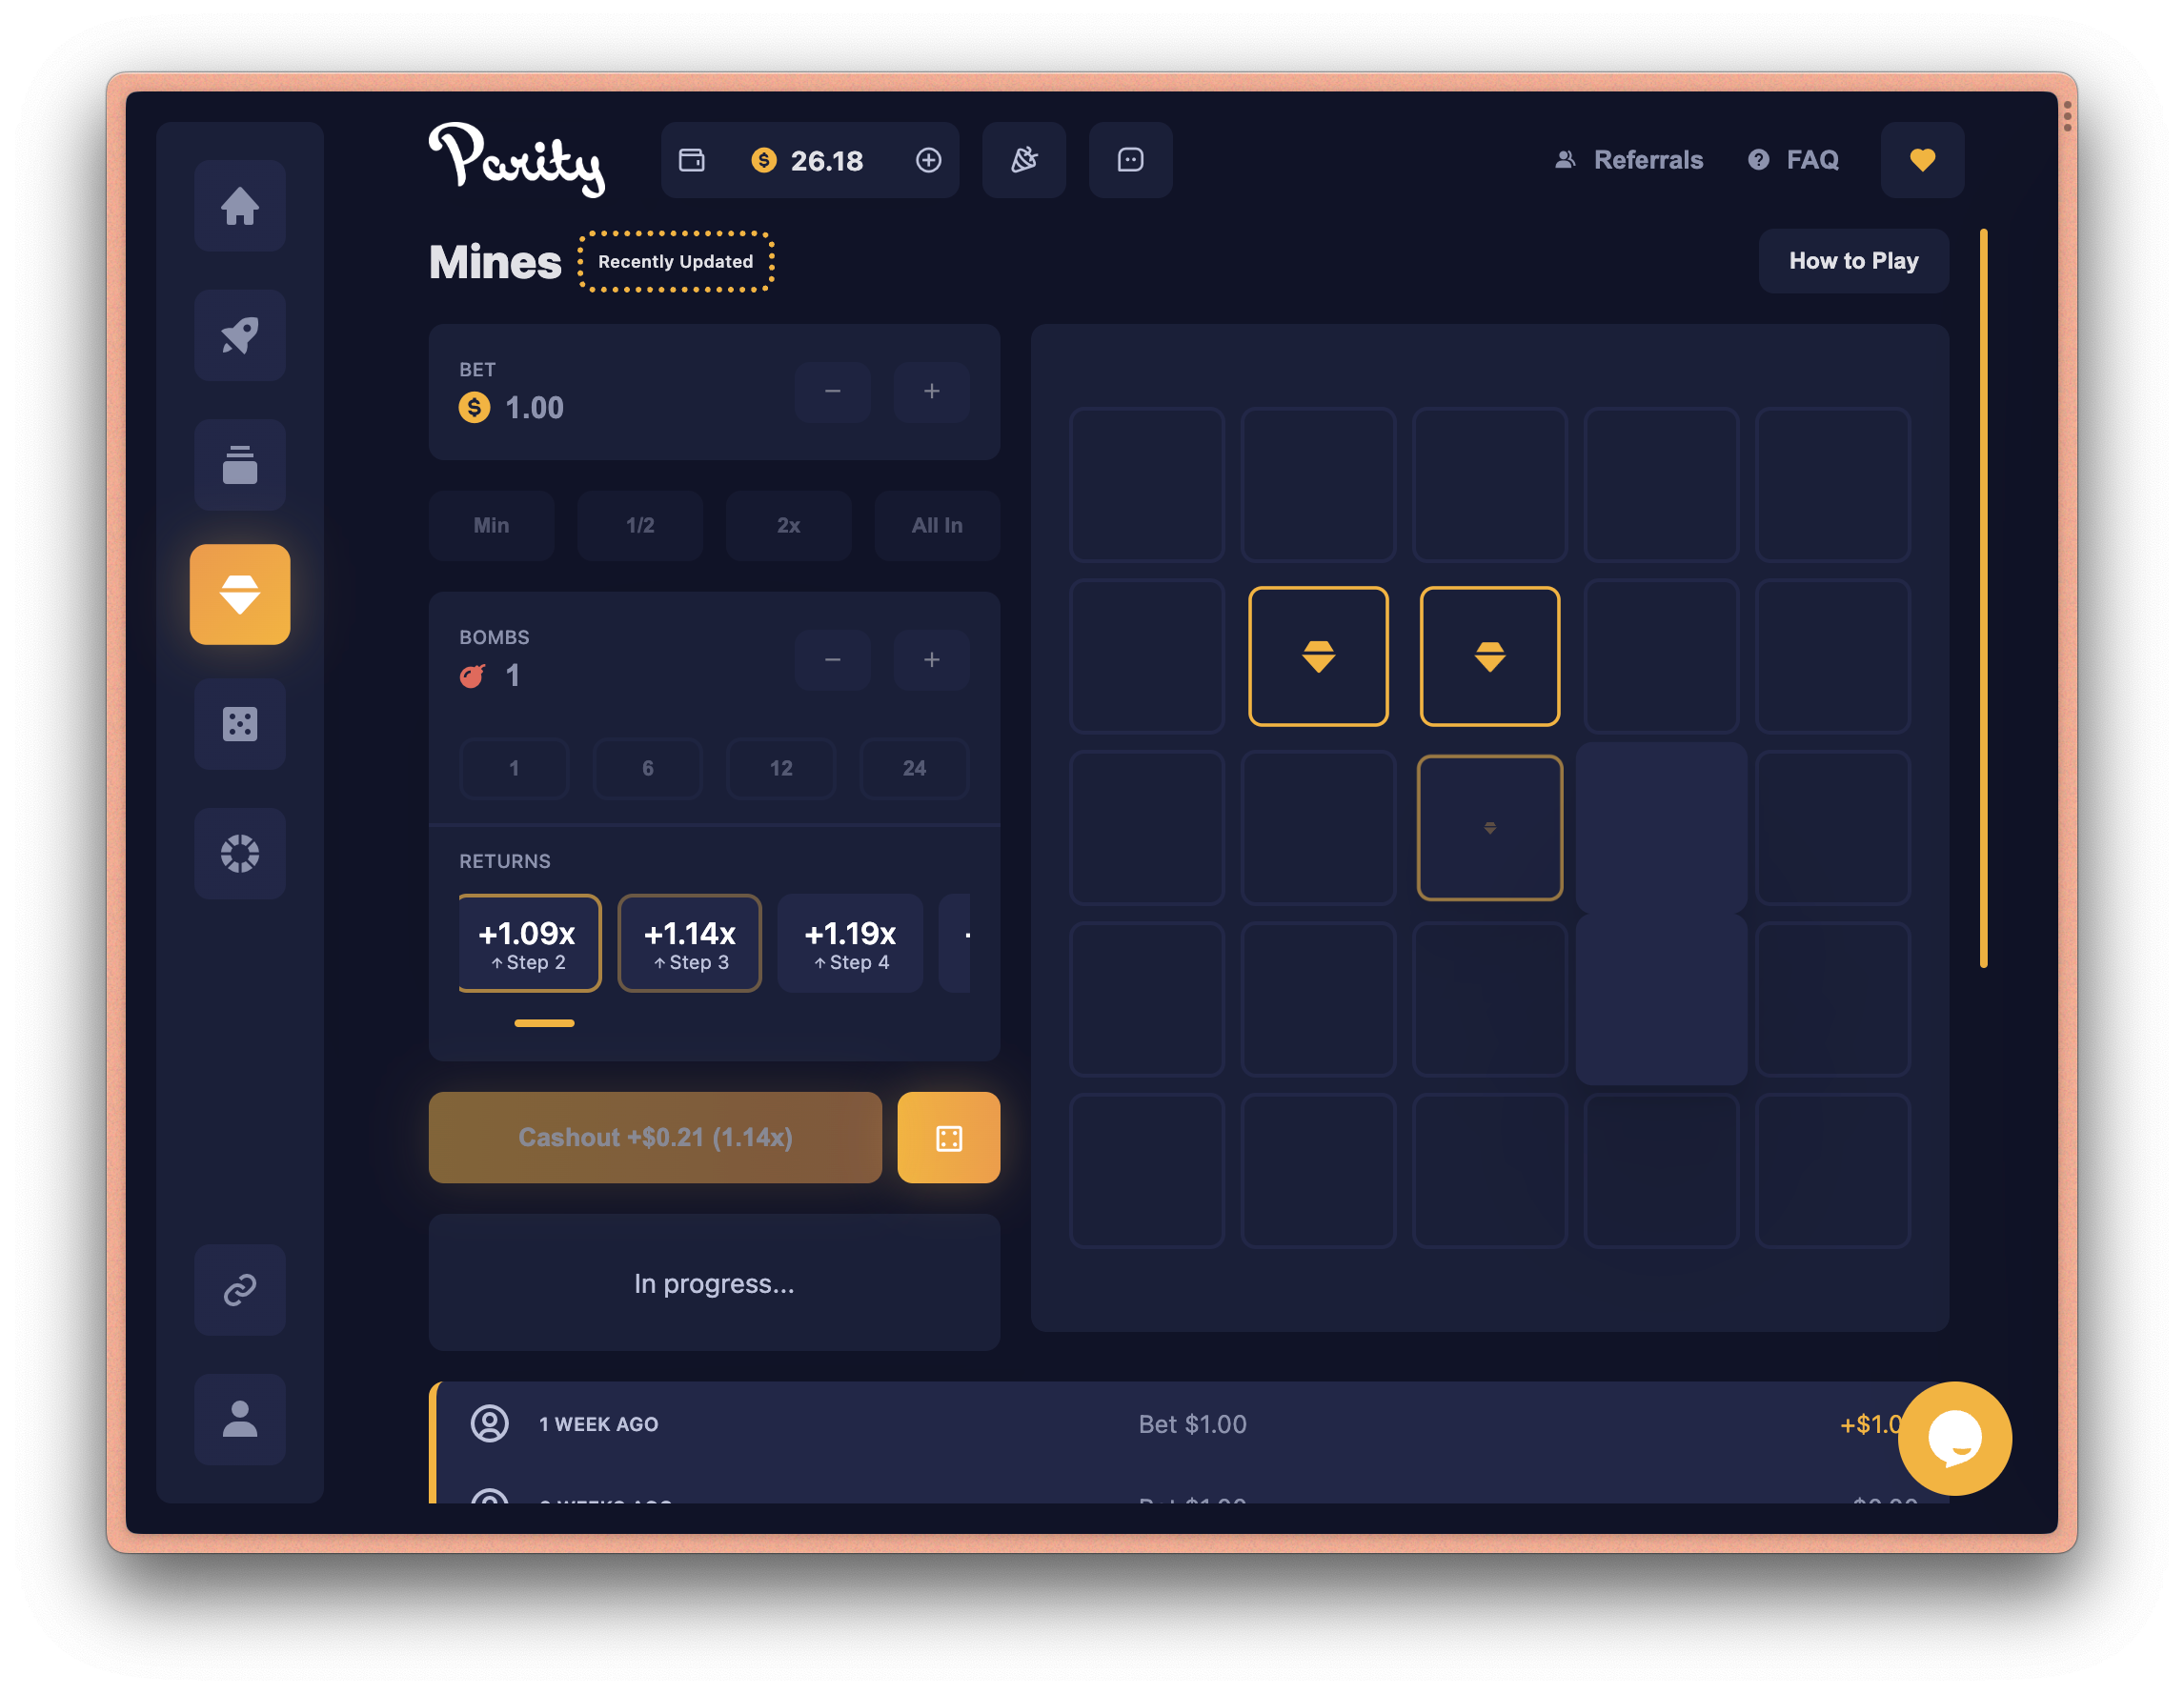 Parity
26.18
Referrals
FAQ
Mines
Recently Updated
How to Play
BET
1.00
Min
1/2
2x
All In
BOMBS
1
1
6
12
24
RETURNS
+1.09x
↑ Step 2
+1.14x
↑ Step 3
+1.19x
↑ Step 4
Cashout +$0.21 (1.14x)
In progress...
1 WEEK AGO
Bet $1.00
+$1.0